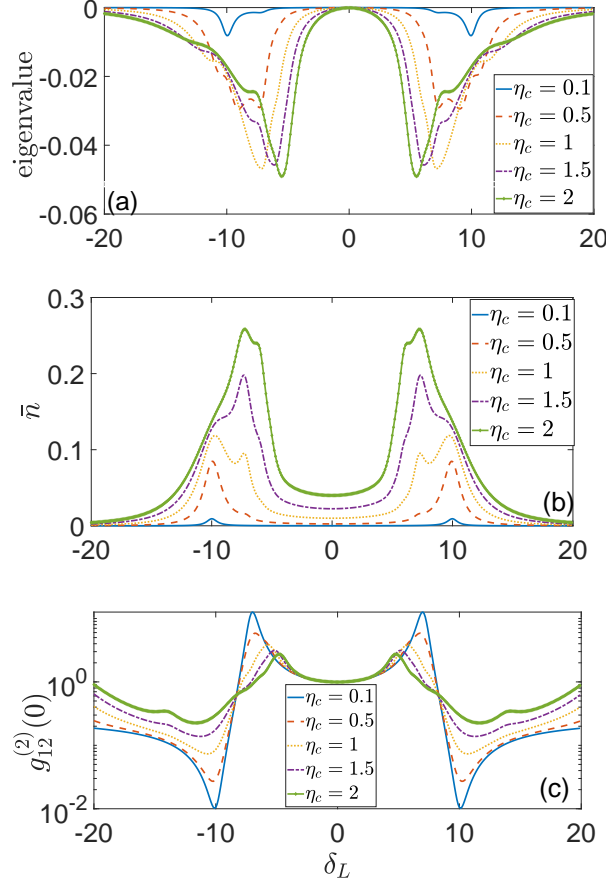 0
-0.02
-0.04
-0.06
eigenvalue
(a)
η_c = 0.1
η_c = 0.5
η_c = 1
η_c = 1.5
η_c = 2
-20 -10 0 10 20
0.3
0.2
0.1
0
n̄
(b)
η_c = 0.1
η_c = 0.5
η_c = 1
η_c = 1.5
η_c = 2
-20 -10 0 10 20
10^0
10^-2
g_12^(2)(0)
(c)
η_c = 0.1
η_c = 0.5
η_c = 1
η_c = 1.5
η_c = 2
-20 -10 0 10 20
δ_L